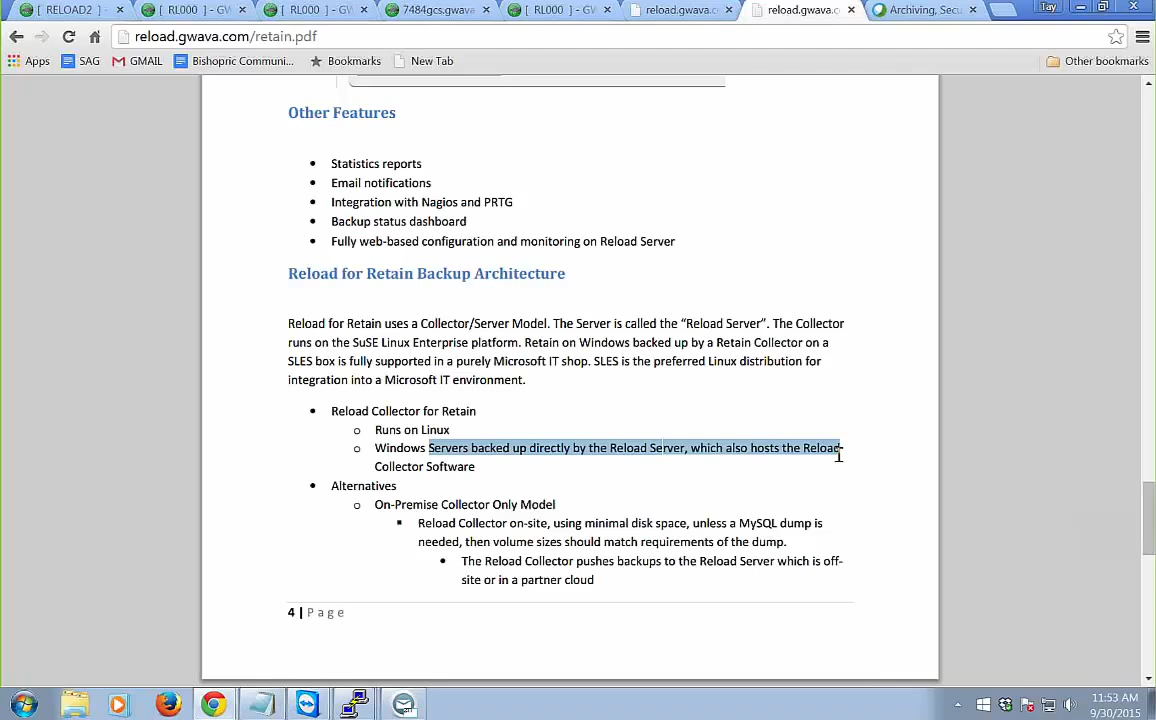 [ RELOAD2 ] -
[ RL000 ] - GW
[ RL000 ] - GV
7484gcs.gwava
[ RL000 ] - GW
reload.gwava.c
reload.gwava.c
Archiving, Secu
Tay
reload.gwava.com/retain.pdf
Apps
SAG
GMAIL
Bishopric Communi...
Bookmarks
New Tab
Other bookmarks
Other Features
• Statistics reports
• Email notifications
• Integration with Nagios and PRTG
• Backup status dashboard
• Fully web-based configuration and monitoring on Reload Server
Reload for Retain Backup Architecture
Reload for Retain uses a Collector/Server Model. The Server is called the “Reload Server”. The Collector
runs on the SuSE Linux Enterprise platform. Retain on Windows backed up by a Retain Collector on a
SLES box is fully supported in a purely Microsoft IT shop. SLES is the preferred Linux distribution for
integration into a Microsoft IT environment.
• Reload Collector for Retain
o Runs on Linux
o Windows Servers backed up directly by the Reload Server, which also hosts the Reload
Collector Software
• Alternatives
o On-Premise Collector Only Model
▪ Reload Collector on-site, using minimal disk space, unless a MySQL dump is
needed, then volume sizes should match requirements of the dump.
• The Reload Collector pushes backups to the Reload Server which is off-
site or in a partner cloud
4 | Page
11:53 AM
9/30/2015